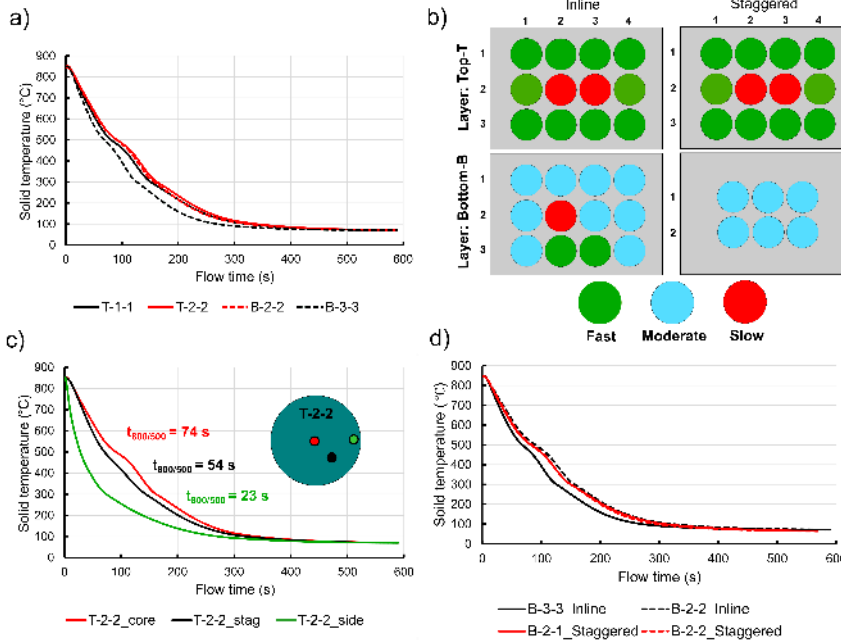 a)
Solid temperature (°C)
900
800
700
600
500
400
300
200
100
0
0 100 200 300 400 500 600
Flow time (s)
T-1-1 T-2-2 B-2-2 B-3-3
b)
Inline Staggered
1 2 3 4 1 2 3 4
Layer: Top-T
1 1
2 2
3 3
Layer: Bottom-B
1 1
2 2
3
Fast Moderate Slow
c)
Solid temperature (°C)
900
800
700
600
500
400
300
200
100
0
t800/500 = 74 s
t800/500 = 54 s
t800/500 = 23 s
T-2-2
0 100 200 300 400 500 600
Flow time (s)
T-2-2_core T-2-2_stag T-2-2_side
d)
Solid temperature (°C)
900
800
700
600
500
400
300
200
100
0
0 100 200 300 400 500 600
Flow time (s)
B-3-3_Inline B-2-2_Inline
B-2-1_Staggered B-2-2_Staggered